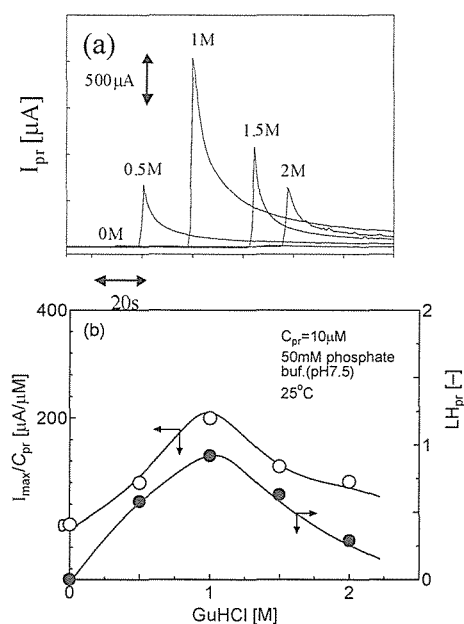 (a)
1M
500μA
1.5M
0.5M
2M
0M
I_pr [μA]
20s
(b)
400
200
0
I_max/C_pr [μA/μM]
C_pr=10μM
50mM phosphate
buf.(pH7.5)
25°C
2
1
0
LH_pr [–]
0
1
2
GuHCl [M]